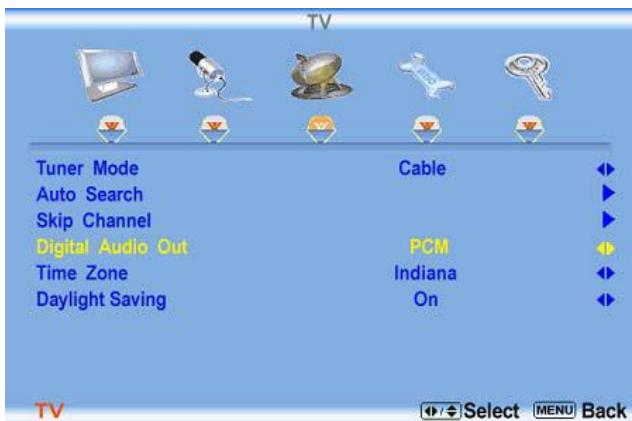 TV
Tuner Mode Cable
Auto Search
Skip Channel
Digital Audio Out PCM
Time Zone Indiana
Daylight Saving On
TV Select MENU Back